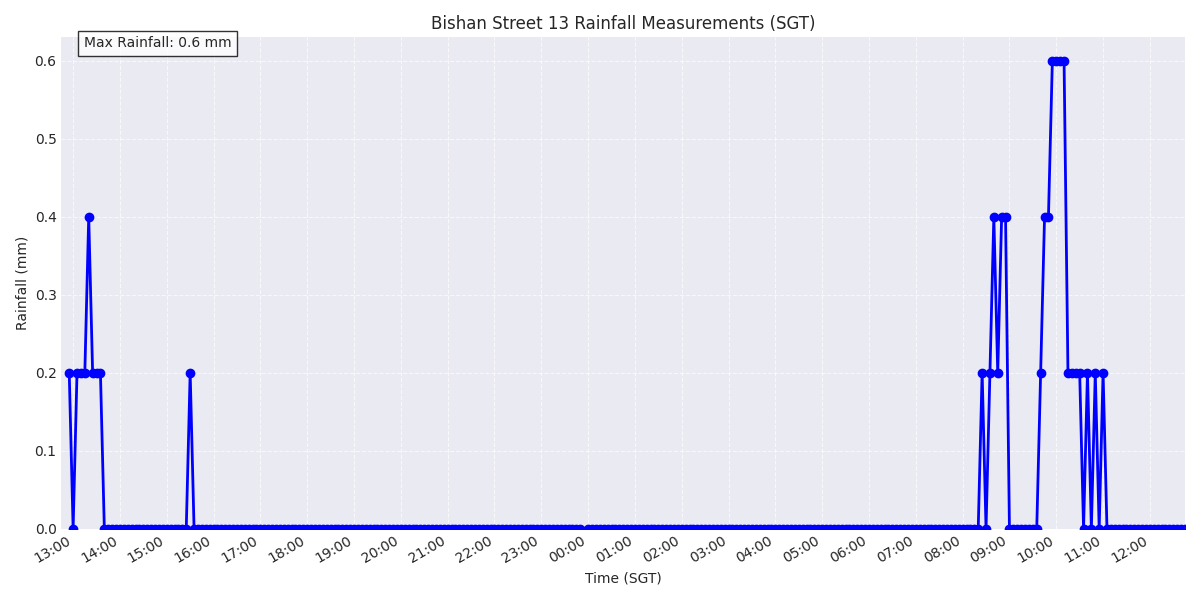 Bishan Street 13 Rainfall Measurements (SGT)
Max Rainfall: 0.6 mm
Rainfall (mm)
0.6
0.5
0.4
0.3
0.2
0.1
0.0
13:00 14:00 15:00 16:00 17:00 18:00 19:00 20:00 21:00 22:00 23:00 00:00 01:00 02:00 03:00 04:00 05:00 06:00 07:00 08:00 09:00 10:00 11:00 12:00
Time (SGT)